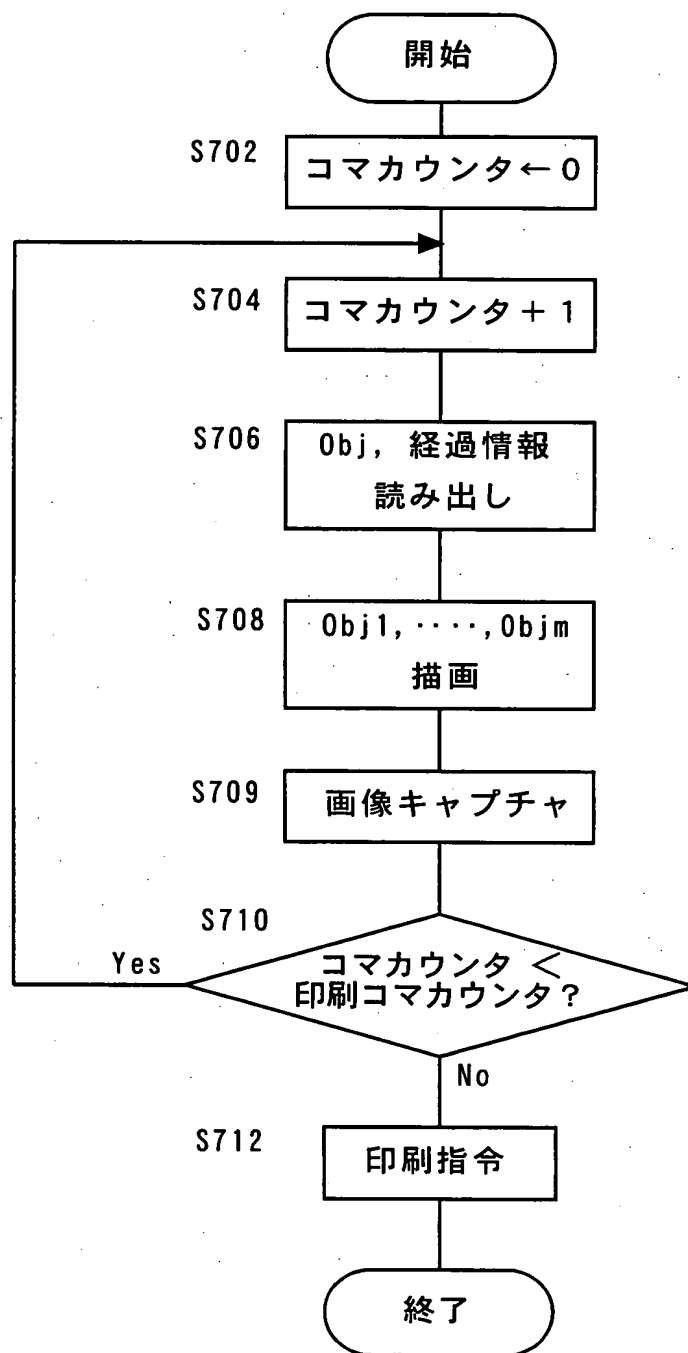 開始
S702
コマカウンタ←0
S704
コマカウンタ+1
S706
Obj, 経過情報
読み出し
S708
Obj1,····,Objm
描画
S709
画像キャプチャ
S710
コマカウンタ <
印刷コマカウンタ?
Yes
No
S712
印刷指令
終了